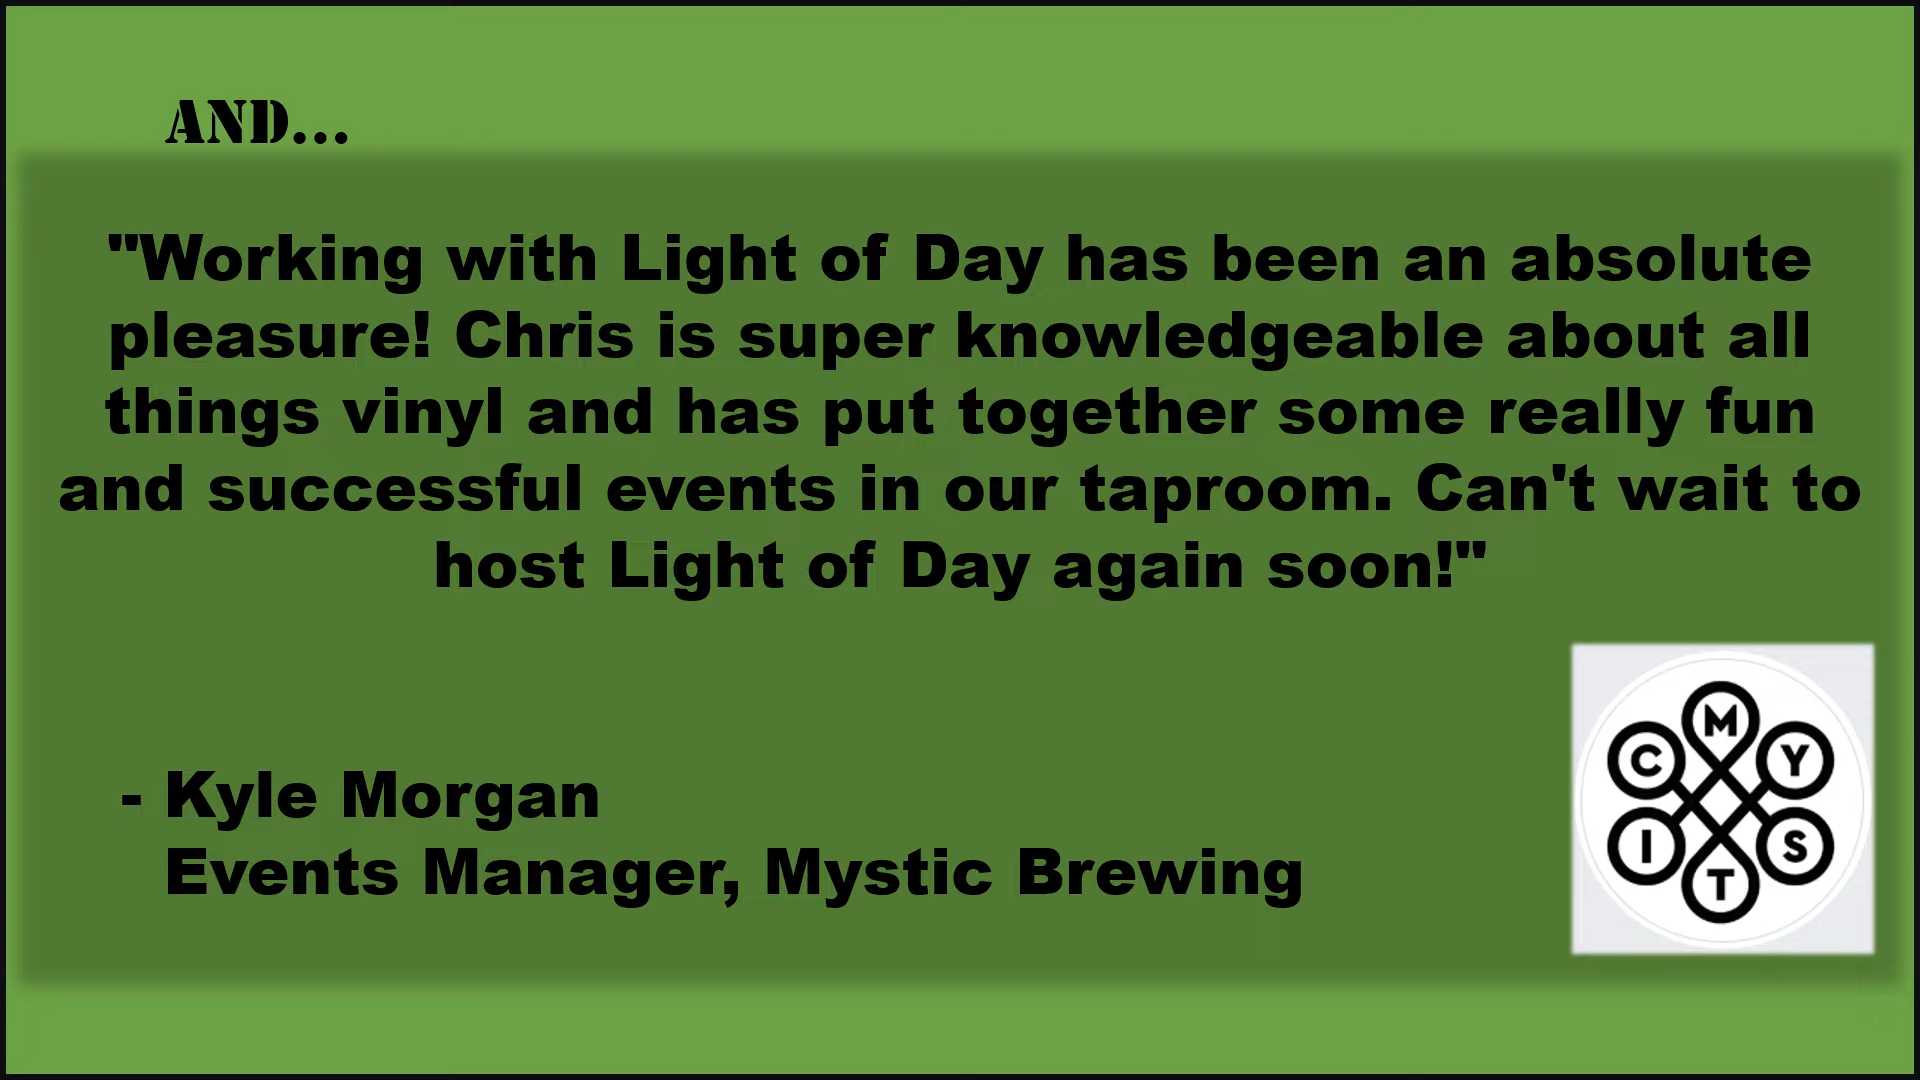 AND...
"Working with Light of Day has been an absolute
pleasure! Chris is super knowledgeable about all
things vinyl and has put together some really fun
and successful events in our taproom. Can't wait to
host Light of Day again soon!"
- Kyle Morgan
Events Manager, Mystic Brewing
M
Y
S
T
I
C